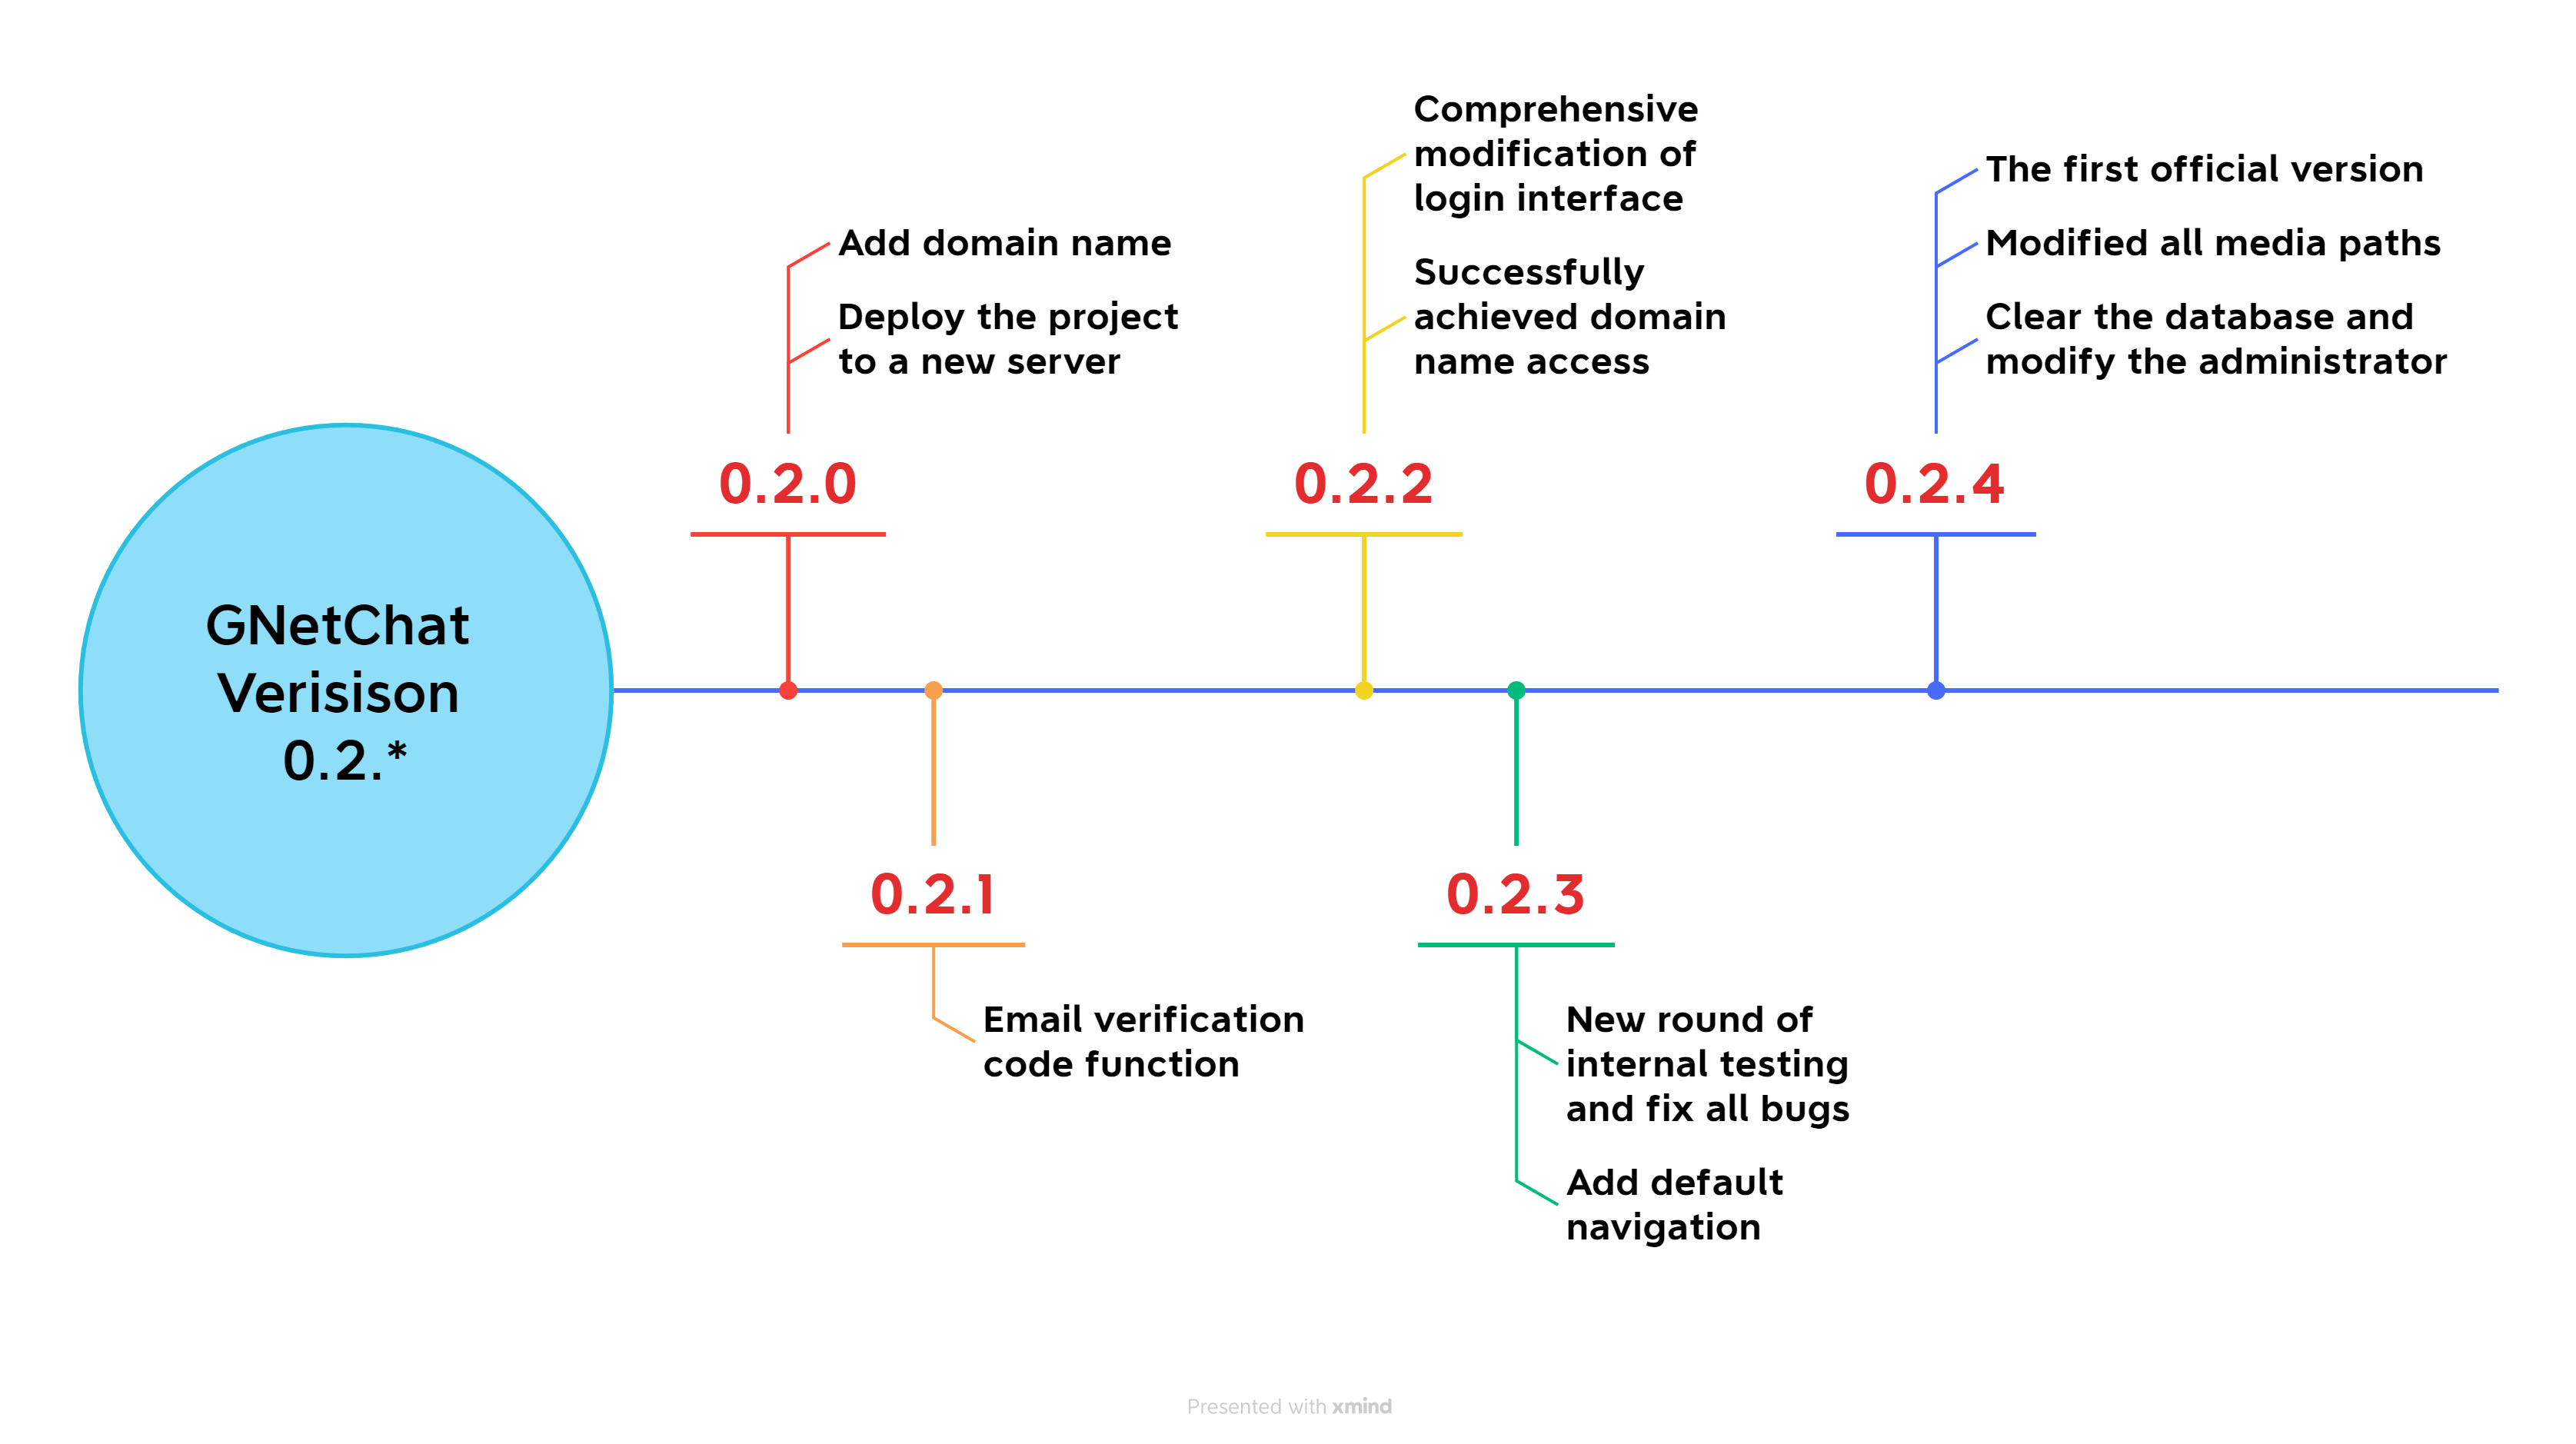 GNetChat
Verisison
0.2.*
0.2.0
Add domain name
Deploy the project
to a new server
0.2.1
Email verification
code function
0.2.2
Comprehensive
modification of
login interface
Successfully
achieved domain
name access
0.2.3
New round of
internal testing
and fix all bugs
Add default
navigation
0.2.4
The first official version
Modified all media paths
Clear the database and
modify the administrator
Presented with xmind